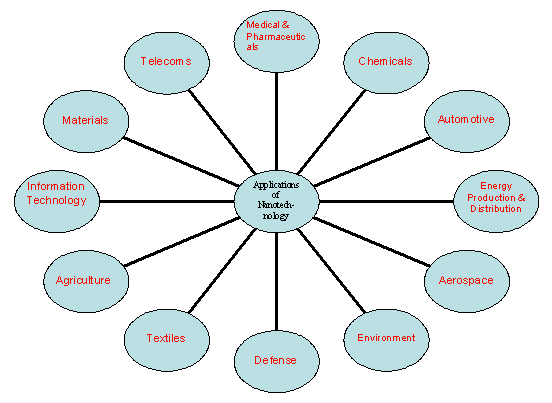 Medical &
Pharmaceutic
als
Telecoms
Chemicals
Materials
Automotive
Information
Technology
Applications
of
Nanotech-
nology
Energy
Production &
Distribution
Agriculture
Aerospace
Textiles
Environment
Defense